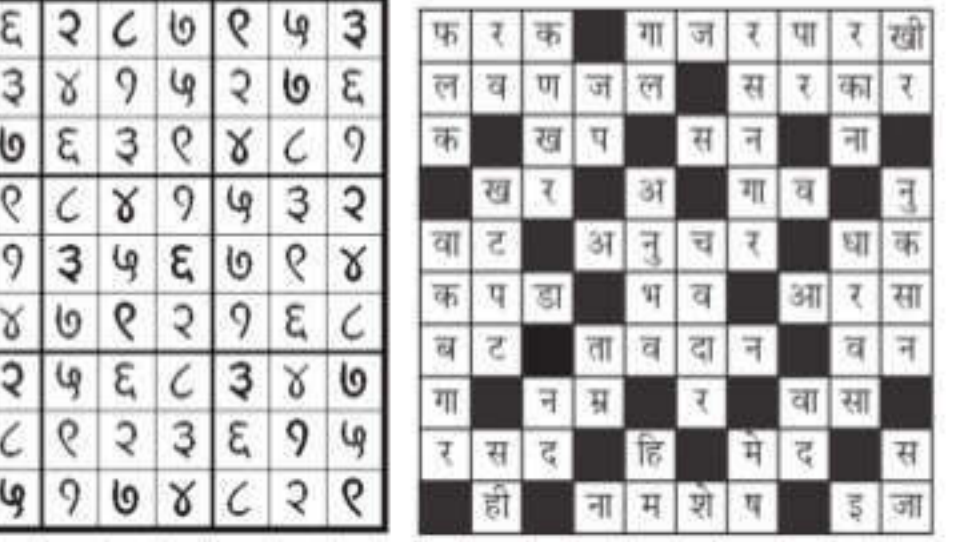 ६ २ ८ ७ ९ ५ ३
३ ४ १ ५ २ ७ ६
७ ६ ३ ९ ४ ८ १
९ ८ ४ १ ५ ३ २
१ ३ ५ ६ ७ ९ ४
४ ७ ९ २ १ ६ ८
२ ५ ६ ८ ३ ४ ७
८ ९ २ ३ ६ १ ५
५ १ ७ ४ ८ २ ९
फ र क गा ज र पा र खी
ल व ण ज ल स र का र
क ख प स न ना
ख र अ गा व नु
वा ट अ नु च र धा क
क प डा भ व आ र सा
ब ट ता व दा न व न
गा न म्र र वा सा
र स द हि मे द स
ही ना म शे ष इ जा